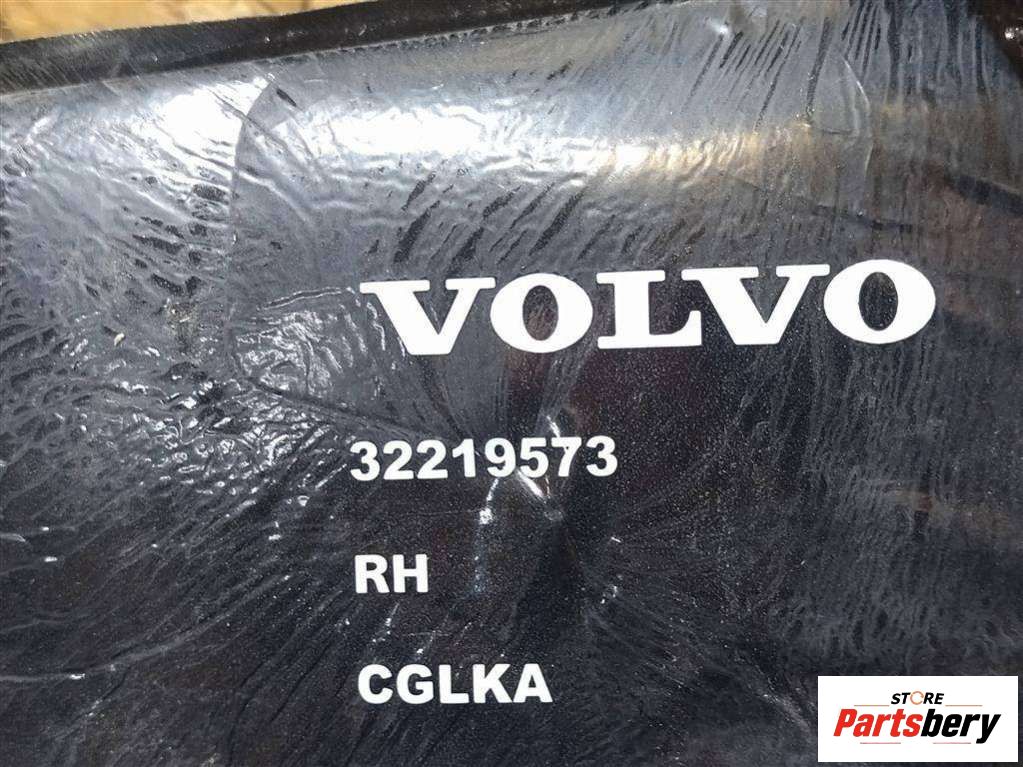 VOLVO
32219573
RH
CGLKA
STORE
Partsbery